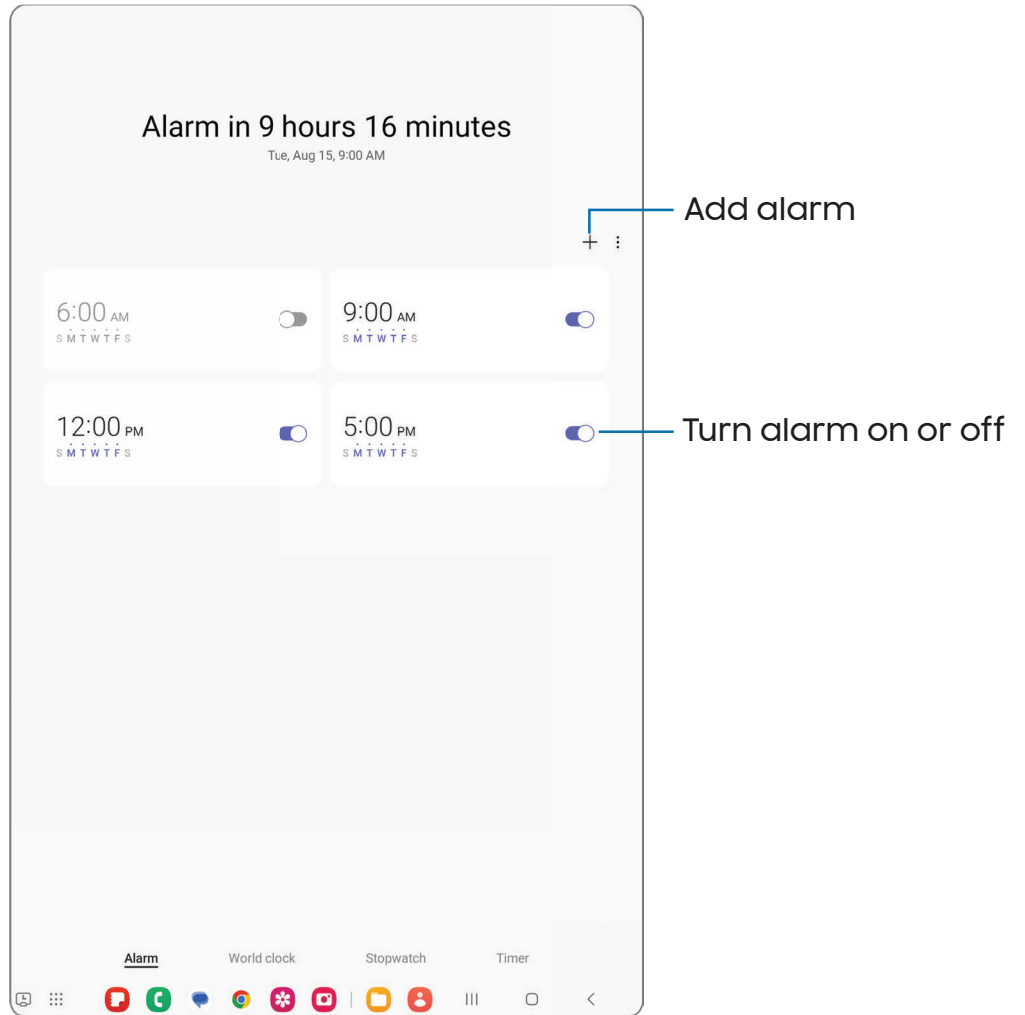 Alarm in 9 hours 16 minutes
Tue, Aug 15, 9:00 AM
Add alarm
6:00 AM
S M T W T F S
9:00 AM
S M T W T F S
12:00 PM
S M T W T F S
5:00 PM
S M T W T F S
Turn alarm on or off
Alarm World clock Stopwatch Timer